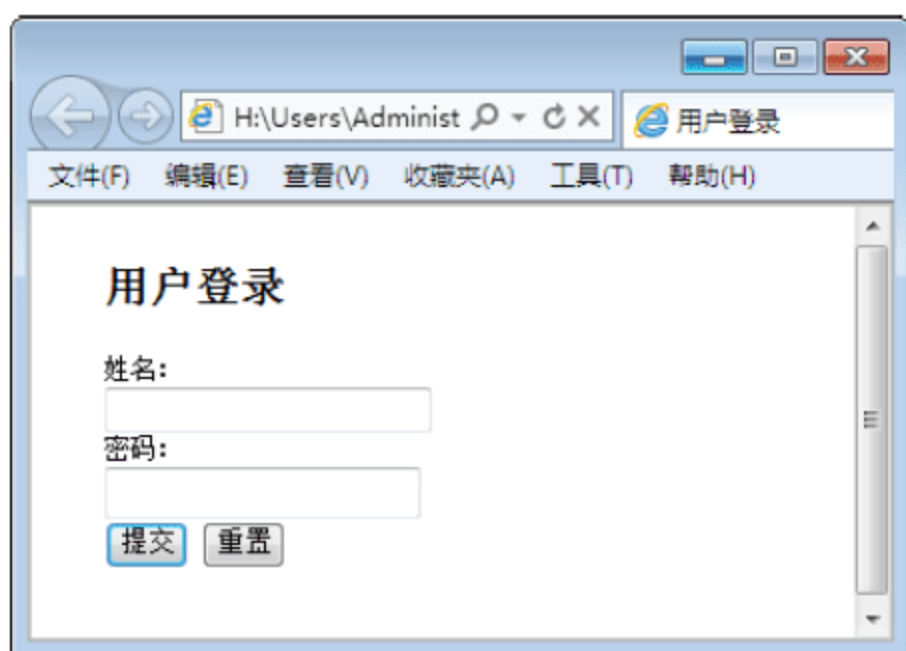 H:\Users\Administ
用户登录
文件(F) 编辑(E) 查看(V) 收藏夹(A) 工具(T) 帮助(H)
用户登录
姓名:
密码:
提交 重置